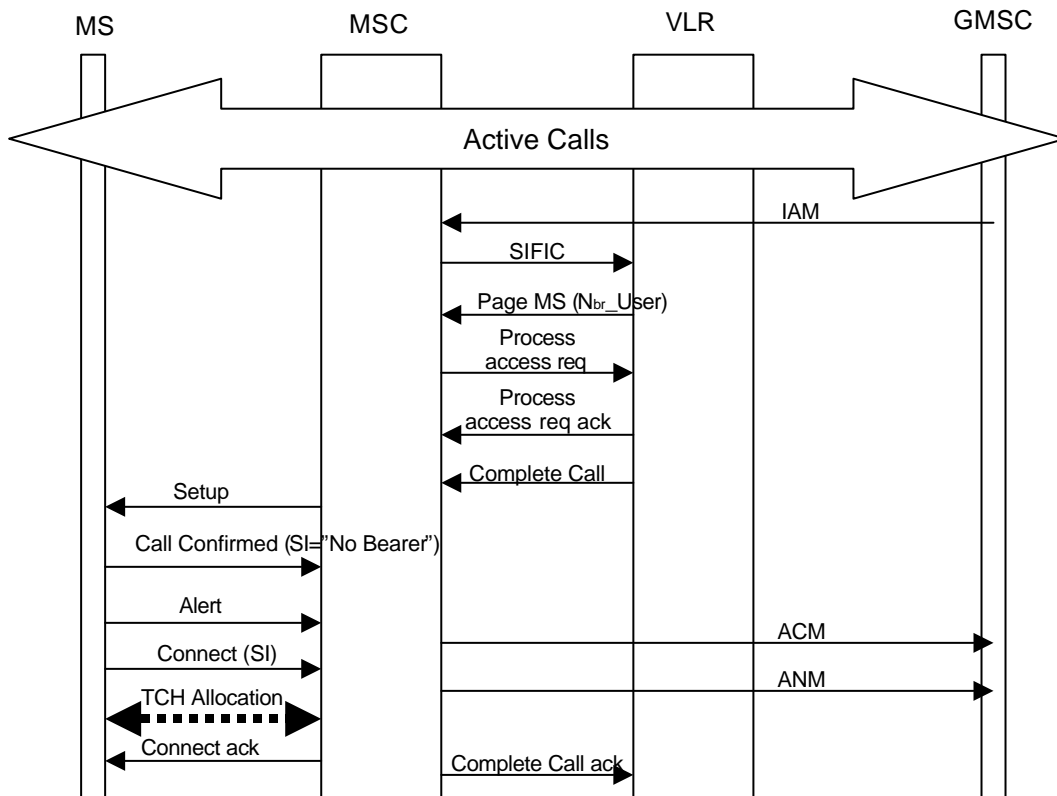 MS
MSC
VLR
GMSC
Active Calls
IAM
SIFIC
Page MS (Nbr_User)
Process
access req
Process
access req ack
Complete Call
Setup
Call Confirmed (SI=”No Bearer”)
Alert
ACM
Connect (SI)
ANM
TCH Allocation
Connect ack
Complete Call ack